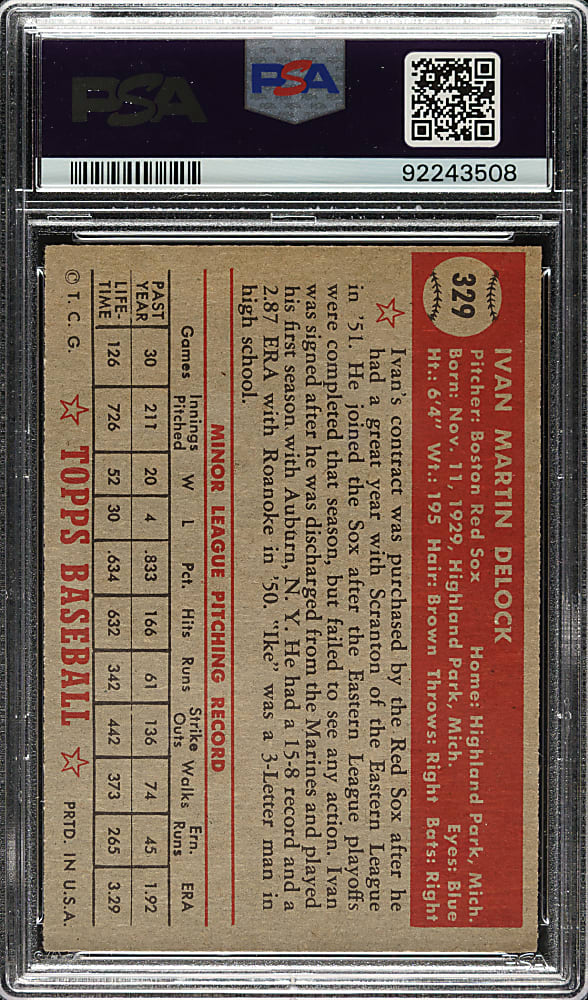 PSA
PSA
92243508
329
IVAN MARTIN DELOCK
Pitcher: Boston Red Sox Home: Highland Park, Mich.
Born: Nov. 11, 1929, Highland Park, Mich. Eyes: Blue
Ht.: 6'4" Wt.: 195 Hair: Brown Throws: Right Bats: Right
Ivan's contract was purchased by the Red Sox after he
had a great year with Scranton of the Eastern League
in '51. He joined the Sox after the Eastern League playoffs
were completed that season, but failed to see any action. Ivan
was signed after he was discharged from the Marines and played
his first season with Auburn, N. Y. He had a 15-8 record and a
2.87 ERA with Roanoke in '50. "Ike" was a 3-Letter man in
high school.
MINOR LEAGUE PITCHING RECORD
Games Innings Pitched W L Pct. Hits Runs Strike Outs Walks Ern. Runs ERA
PAST YEAR 30 211 20 4 .833 166 61 136 74 45 1.92
LIFE-TIME 126 726 52 30 .634 632 342 442 373 265 3.29
© T. C. G. TOPPS BASEBALL PRTD. IN U.S.A.
PSA